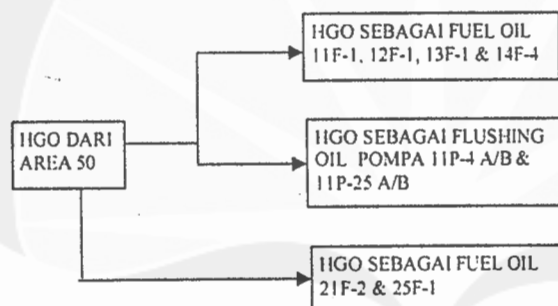 HGO SEBAGAI FUEL OIL
11F-1, 12F-1, 13F-1 & 14F-4
HGO DARI
AREA 50
HGO SEBAGAI FLUSHING
OIL POMPA 11P-4 A/B &
11P-25 A/B
HGO SEBAGAI FUEL OIL
21F-2 & 25F-1